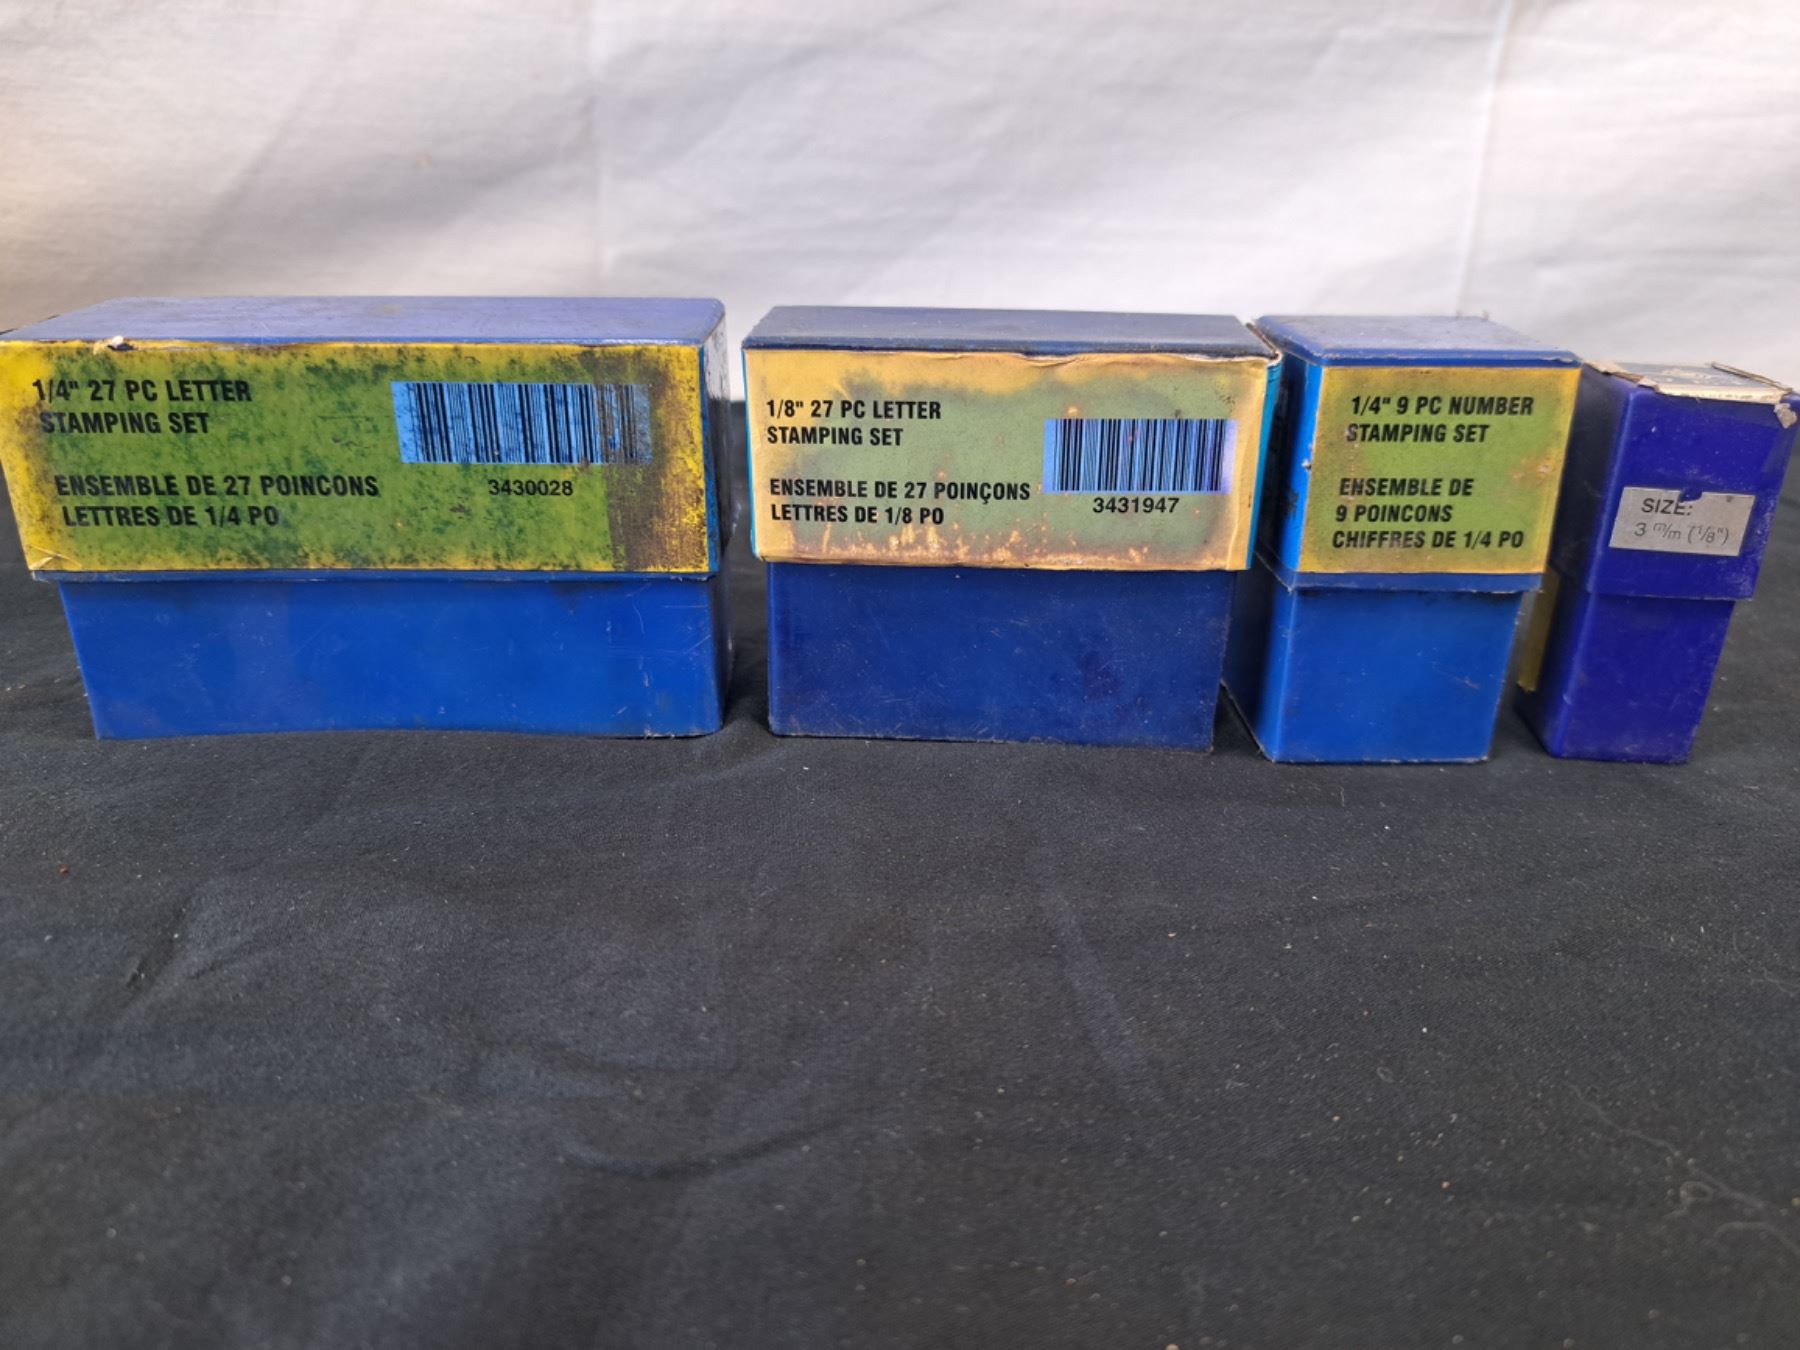 1/4" 27 PC LETTER
STAMPING SET
ENSEMBLE DE 27 POINCONS
LETTRES DE 1/4 PO
3430028
1/8" 27 PC LETTER
STAMPING SET
ENSEMBLE DE 27 POINÇONS
LETTRES DE 1/8 PO
3431947
1/4" 9 PC NUMBER
STAMPING SET
ENSEMBLE DE
9 POINCONS
CHIFFRES DE 1/4 PO
SIZE:
3 m/m (1/8")